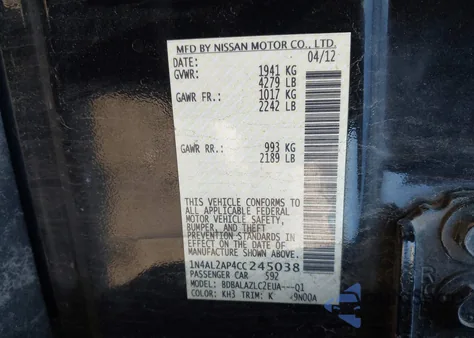 MFD BY NISSAN MOTOR CO., LTD.
DATE: 04/12
GVWR: 1941 KG
4279 LB
GAWR FR.: 1017 KG
2242 LB
GAWR RR.: 993 KG
2189 LB
THIS VEHICLE CONFORMS TO
ALL APPLICABLE FEDERAL
MOTOR VEHICLE SAFETY,
BUMPER, AND THEFT
PREVENTION STANDARDS IN
EFFECT ON THE DATE OF
MANUFACTURE SHOWN ABOVE.
1N4AL2AP4CC245038
PASSENGER CAR 592
MODEL: BDBALAZLC2EUA---Q1
COLOR: KH3 TRIM: K